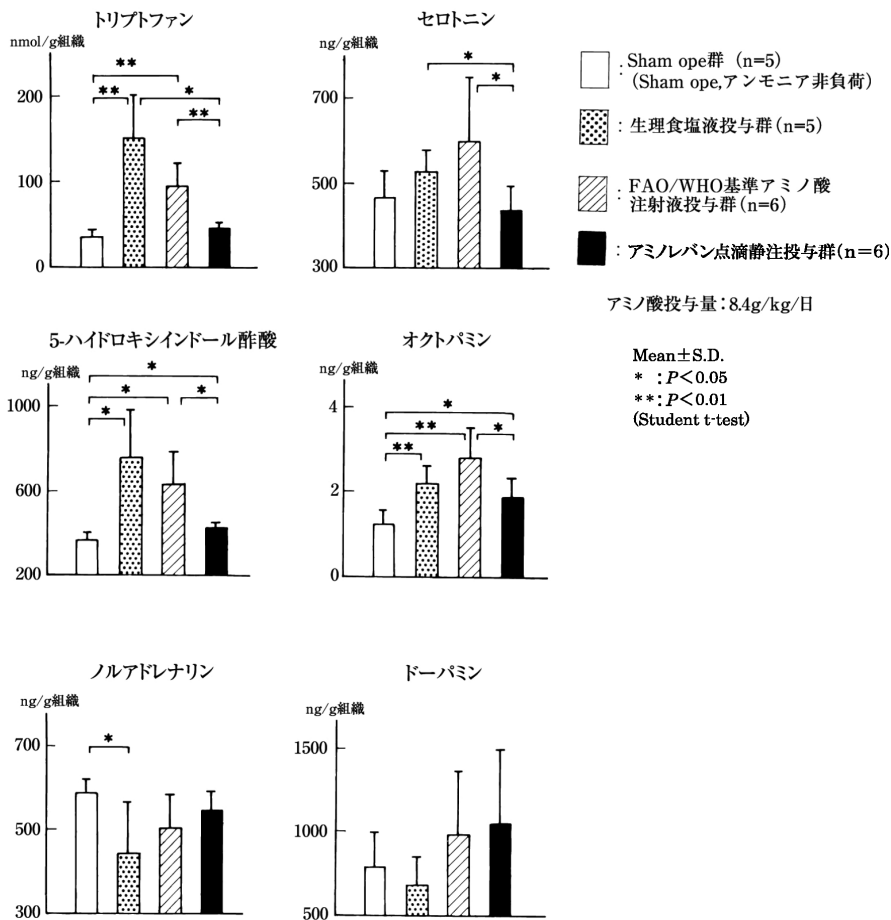 トリプトファン
nmol/g組織
200
100
0
**
**
*
**
セロトニン
ng/g組織
700
500
300
*
*
:Sham ope群 (n=5)
(Sham ope,アンモニア非負荷)
:生理食塩液投与群(n=5)
:FAO/WHO基準アミノ酸
注射液投与群(n=6)
:アミノレバン点滴静注投与群(n=6)
アミノ酸投与量:8.4g/kg/日
Mean±S.D.
* :P<0.05
**:P<0.01
(Student t-test)
5-ハイドロキシインドール酢酸
ng/g組織
1000
600
200
*
*
*
*
オクトパミン
ng/g組織
4
2
0
*
**
*
**
ノルアドレナリン
ng/g組織
700
500
300
*
ドーパミン
ng/g組織
1500
1000
500